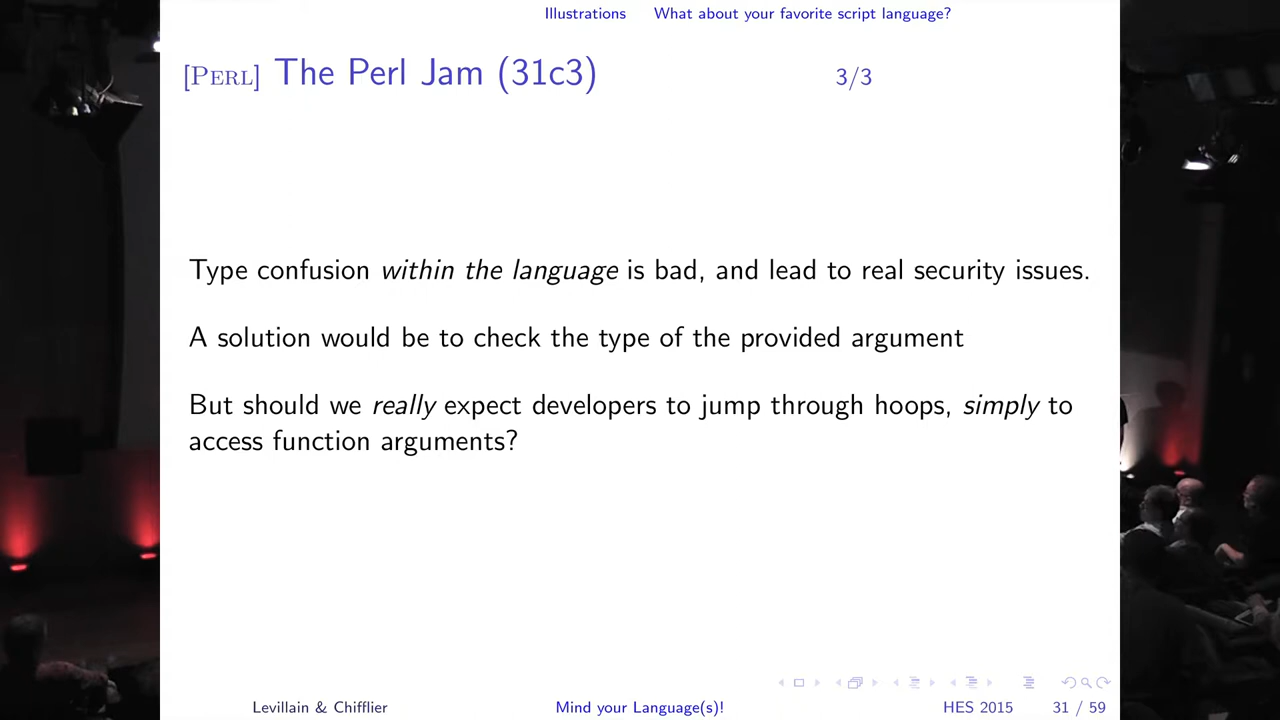 Illustrations What about your favorite script language?
[PERL] The Perl Jam (31c3) 3/3
Type confusion within the language is bad, and lead to real security issues.
A solution would be to check the type of the provided argument
But should we really expect developers to jump through hoops, simply to
access function arguments?
Levillain & Chifflier Mind your Language(s)! HES 2015 31 / 59